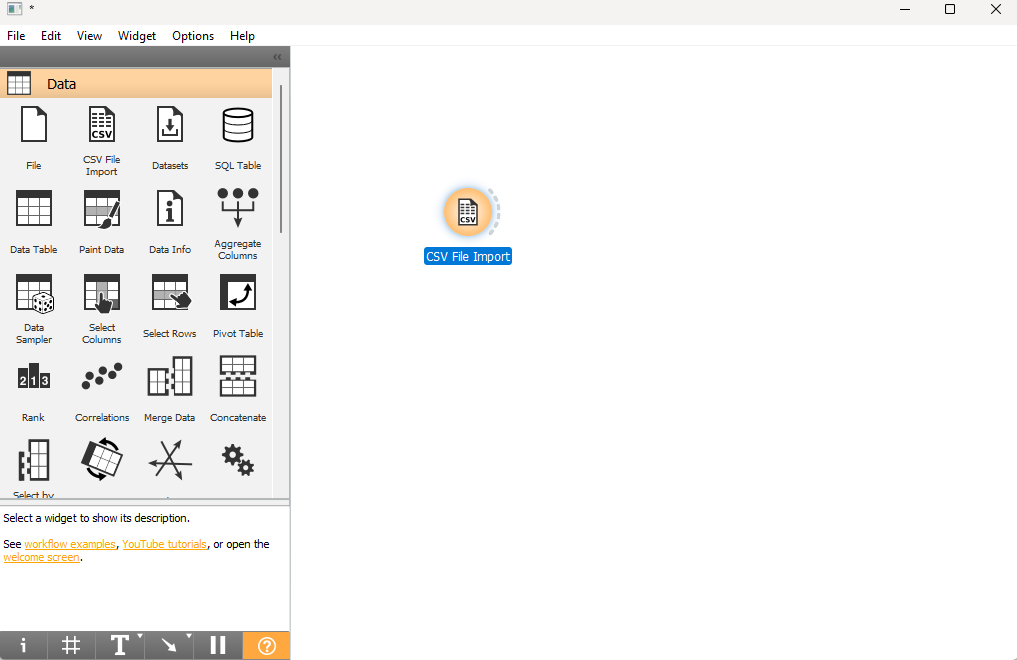 *
File Edit View Widget Options Help
Data
CSV
File
CSV File
Import
Datasets
SQL Table
Data Table
Paint Data
Data Info
Aggregate
Columns
Data
Sampler
Select
Columns
Select Rows
Pivot Table
2 1 3
Rank
Correlations
Merge Data
Concatenate
Select by
CSV
CSV File Import
Select a widget to show its description.
See workflow examples, YouTube tutorials, or open the
welcome screen.